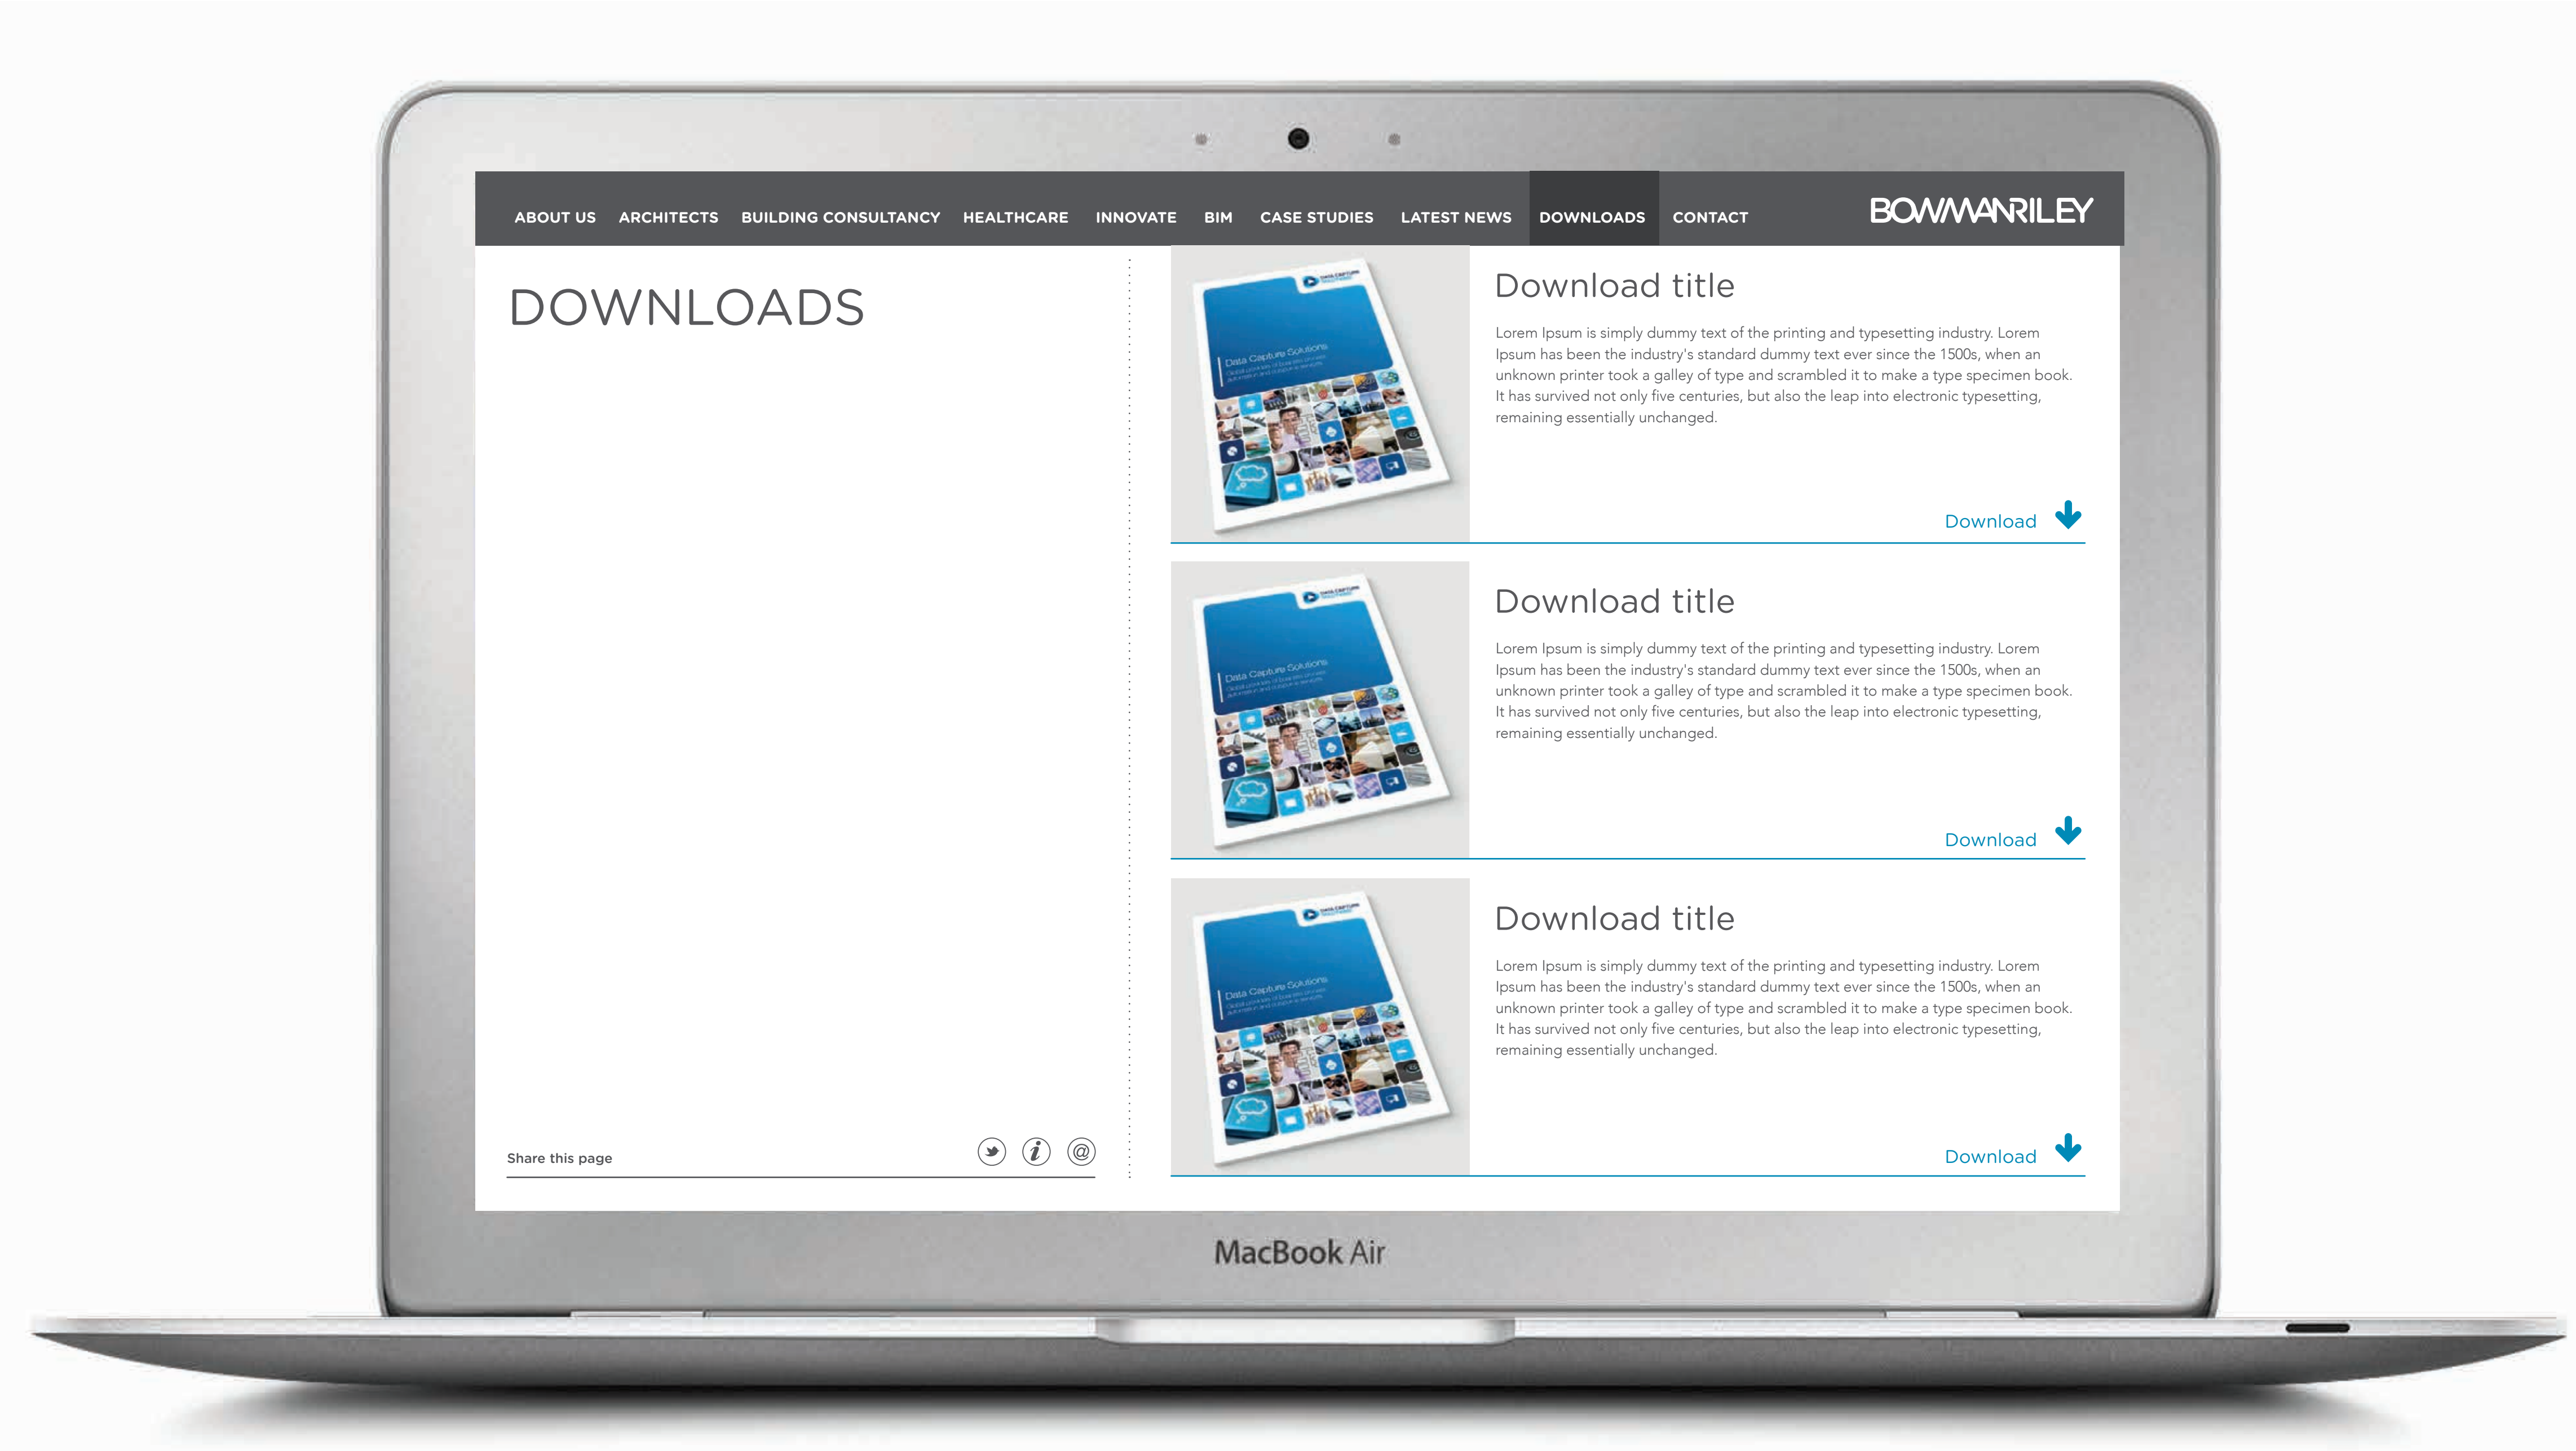 ABOUT US ARCHITECTS BUILDING CONSULTANCY HEALTHCARE INNOVATE BIM CASE STUDIES LATEST NEWS DOWNLOADS CONTACT BOWMANRILEY
DOWNLOADS
Share this page
Data Capture Solutions
Download title
Lorem Ipsum is simply dummy text of the printing and typesetting industry. Lorem
Ipsum has been the industry's standard dummy text ever since the 1500s, when an
unknown printer took a galley of type and scrambled it to make a type specimen book.
It has survived not only five centuries, but also the leap into electronic typesetting,
remaining essentially unchanged.
Download
Data Capture Solutions
Download title
Lorem Ipsum is simply dummy text of the printing and typesetting industry. Lorem
Ipsum has been the industry's standard dummy text ever since the 1500s, when an
unknown printer took a galley of type and scrambled it to make a type specimen book.
It has survived not only five centuries, but also the leap into electronic typesetting,
remaining essentially unchanged.
Download
Data Capture Solutions
Download title
Lorem Ipsum is simply dummy text of the printing and typesetting industry. Lorem
Ipsum has been the industry's standard dummy text ever since the 1500s, when an
unknown printer took a galley of type and scrambled it to make a type specimen book.
It has survived not only five centuries, but also the leap into electronic typesetting,
remaining essentially unchanged.
Download
MacBook Air